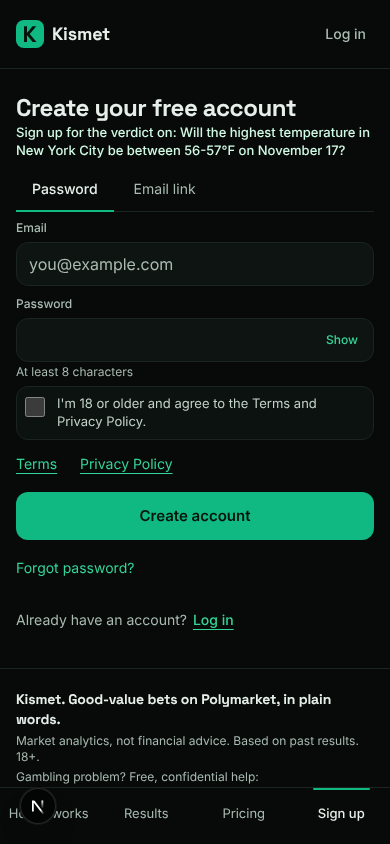 Kismet
Log in
Create your free account
Sign up for the verdict on: Will the highest temperature in
New York City be between 56-57°F on November 17?
Password
Email link
Email
you@example.com
Password
Show
At least 8 characters
I'm 18 or older and agree to the Terms and
Privacy Policy.
Terms
Privacy Policy
Create account
Forgot password?
Already have an account? Log in
Kismet. Good-value bets on Polymarket, in plain
words.
Market analytics, not financial advice. Based on past results.
18+.
Gambling problem? Free, confidential help:
Results
Pricing
Sign up